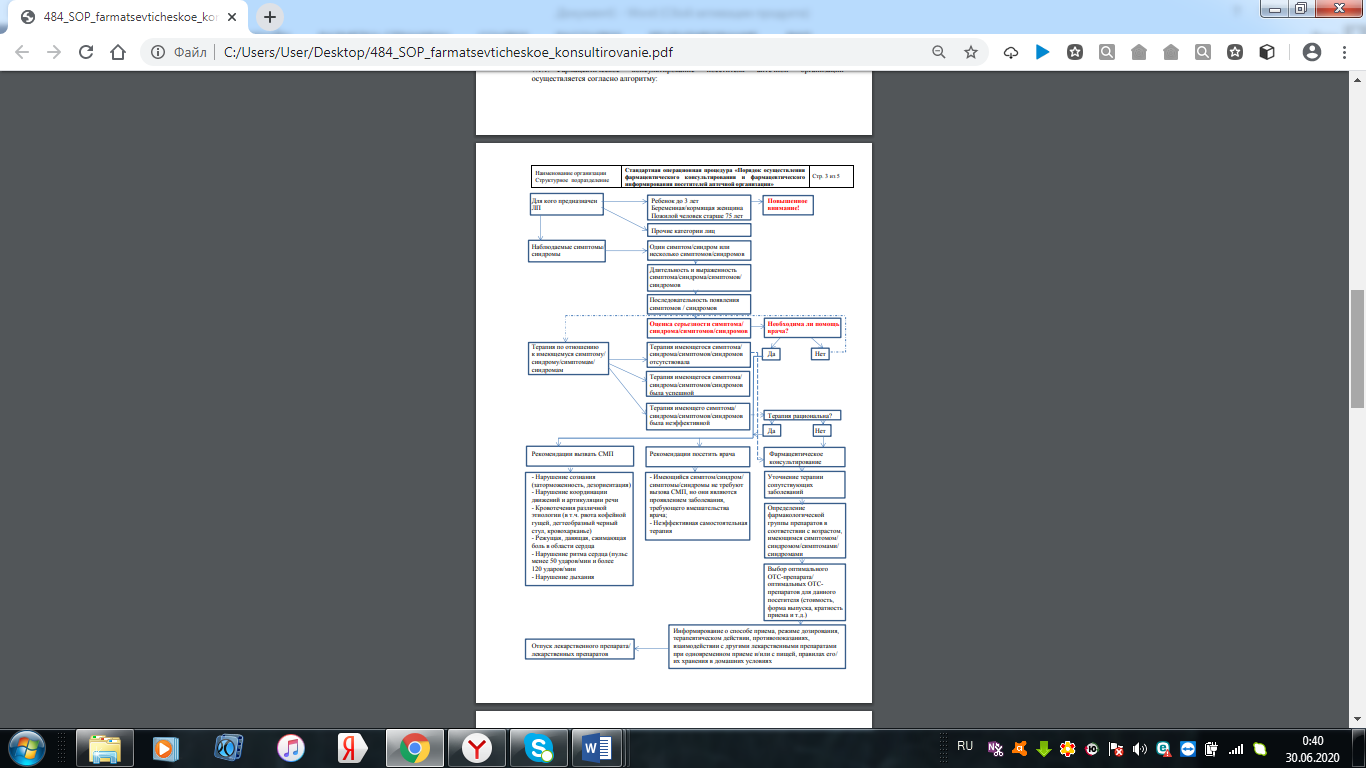 484_SOP_farmatsevticheskoe_kon
Файл
C:/Users/User/Desktop/484_SOP_farmatsevticheskoe_konsultirovanie.pdf
осуществляется согласно алгоритму:
Наименование организации
Структурное подразделение
Стандартная операционная процедура «Порядок осуществления
фармацевтического консультирования и фармацевтического
информирования посетителей аптечной организации»
Стр. 3 из 5
Для кого предназначен
ЛП
Ребенок до 3 лет
Беременная/кормящая женщина
Пожилой человек старше 75 лет
Повышенное
внимание!
Прочие категории лиц
Наблюдаемые симптомы/
синдромы
Один симптом/синдром или
несколько симптомов/синдромов
Длительность и выраженность
симптома/синдрома/симптомов/
синдромов
Последовательность появления
симптомов / синдромов
Оценка серьезности симптома/
синдрома/симптомов/синдромов
Необходима ли помощь
врача?
Да
Нет
Терапия по отношению
к имеющемуся симптому/
синдрому/симптомам/
синдромам
Терапия имеющегося симптома/
синдрома/симптомов/синдромов
отсутствовала
Терапия имеющегося симптома/
синдрома/симптомов/синдромов
была успешной
Терапия имеющего симптома/
синдрома/симптомов/синдромов
была неэффективной
Терапия рациональна?
Да
Нет
Рекомендации вызвать СМП
Рекомендации посетить врача
Фармацевтическое
консультирование
- Нарушение сознания
(заторможенность, дезориентация)
- Нарушение координации
движений и артикуляции речи
- Кровотечения различной
этиологии (в т.ч. рвота кофейной
гущей, дегтеобразный черный
стул, кровохарканье)
- Режущая, давящая, сжимающая
боль в области сердца
- Нарушение ритма сердца (пульс
менее 50 ударов/мин и более
120 ударов/мин
- Нарушение дыхания
- Имеющийся симптом/синдром/
симптомы/синдромы не требуют
вызова СМП, но они являются
проявлением заболевания,
требующего вмешательства
врача;
- Неэффективная самостоятельная
терапия
Уточнение терапии
сопутствующих
заболеваний
Определение
фармакологической
группы препаратов в
соответствии с возрастом,
имеющимся симптомом/
синдромом/симптомами/
синдромами
Выбор оптимального
ОТС-препарата/
оптимальных ОТС-
препаратов для данного
посетителя (стоимость,
форма выпуска, кратность
приема и т.д.)
Информирование о способе приема, режиме дозирования,
терапевтическом действии, противопоказаниях,
взаимодействии с другими лекарственными препаратами
при одновременном приеме и/или с пищей, правилах его/
их хранения в домашних условиях
Отпуск лекарственного препарата/
лекарственных препаратов
RU
0:40
30.06.2020